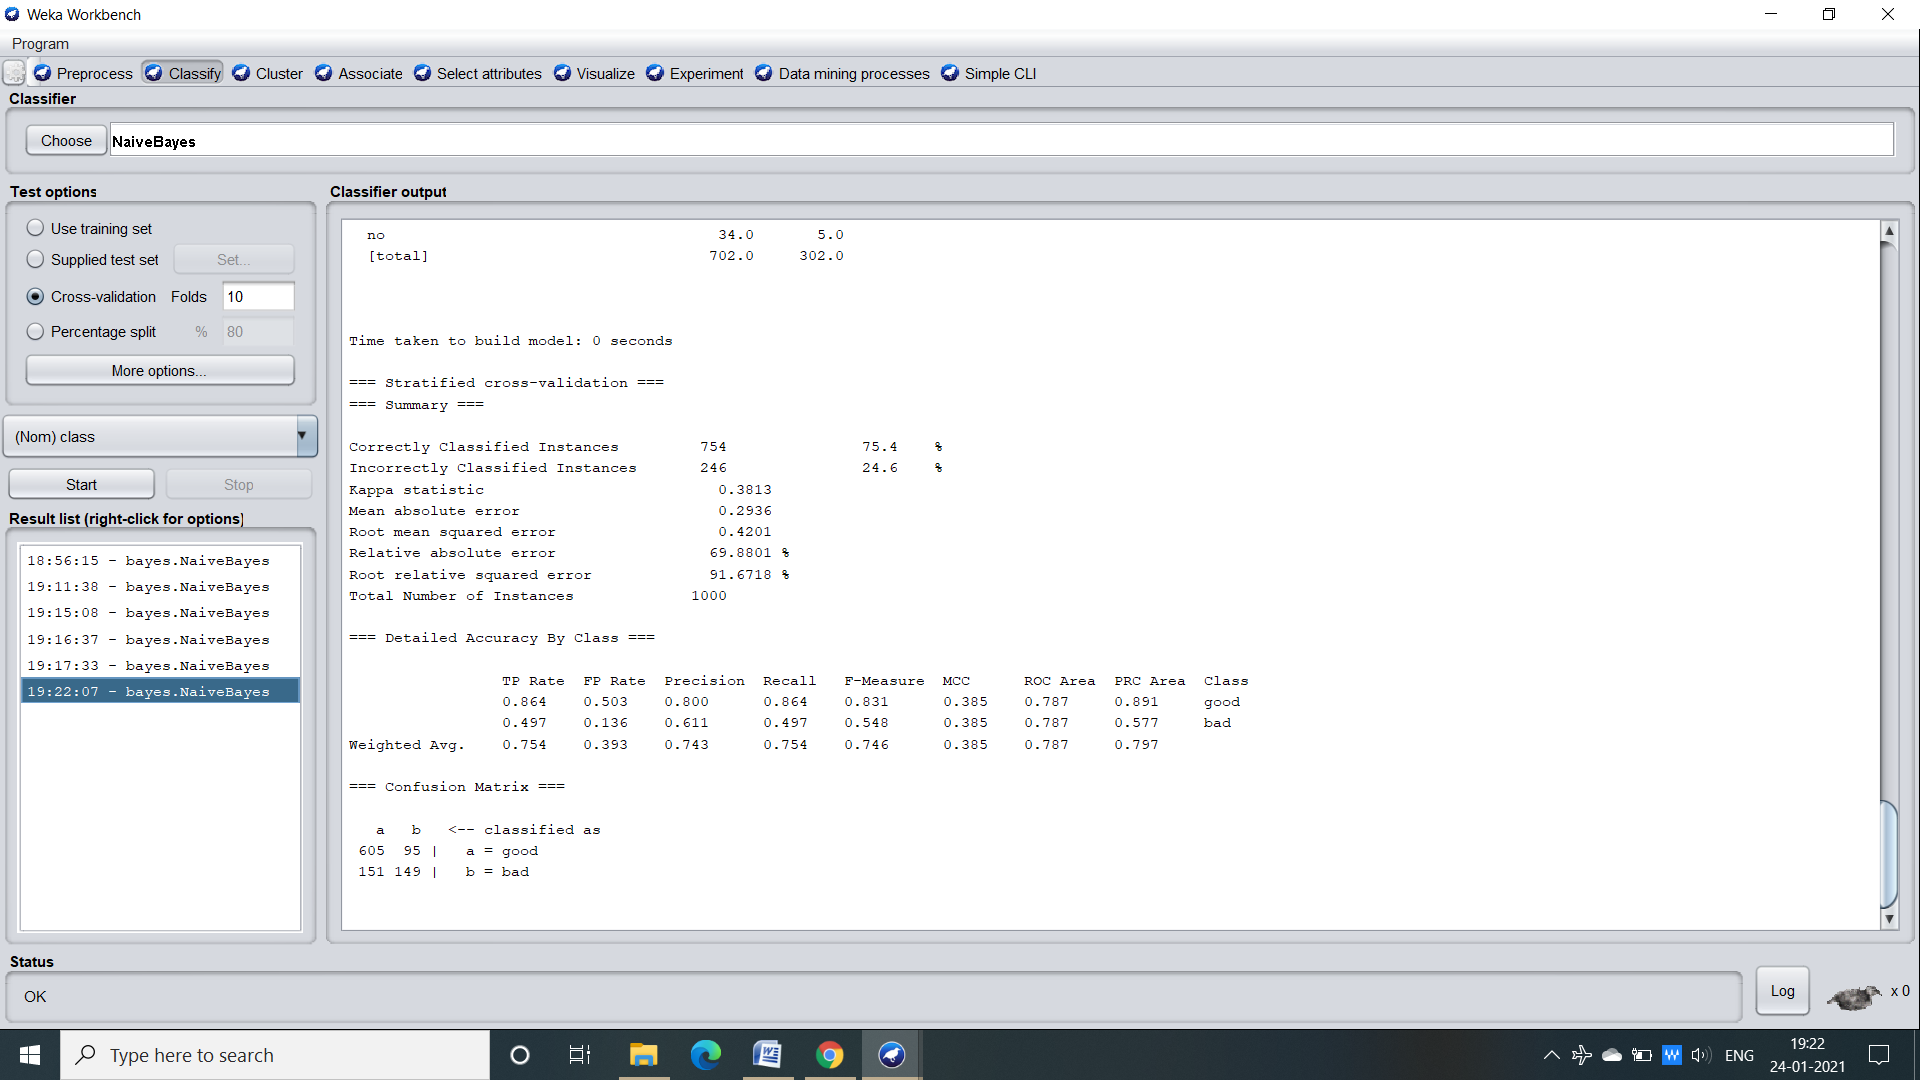 Weka Workbench
Program
Preprocess Classify Cluster Associate Select attributes Visualize Experiment Data mining processes Simple CLI
Classifier
Choose NaiveBayes
Test options
Use training set
Supplied test set Set...
Cross-validation Folds 10
Percentage split % 80
More options...
(Nom) class
Start Stop
Result list (right-click for options)
18:56:15 - bayes.NaiveBayes
19:11:38 - bayes.NaiveBayes
19:15:08 - bayes.NaiveBayes
19:16:37 - bayes.NaiveBayes
19:17:33 - bayes.NaiveBayes
19:22:07 - bayes.NaiveBayes
Classifier output
no 34.0 5.0
[total] 702.0 302.0
Time taken to build model: 0 seconds
=== Stratified cross-validation ===
=== Summary ===
Correctly Classified Instances 754 75.4 %
Incorrectly Classified Instances 246 24.6 %
Kappa statistic 0.3813
Mean absolute error 0.2936
Root mean squared error 0.4201
Relative absolute error 69.8801 %
Root relative squared error 91.6718 %
Total Number of Instances 1000
=== Detailed Accuracy By Class ===
TP Rate FP Rate Precision Recall F-Measure MCC ROC Area PRC Area Class
0.864 0.503 0.800 0.864 0.831 0.385 0.787 0.891 good
0.497 0.136 0.611 0.497 0.548 0.385 0.787 0.577 bad
Weighted Avg. 0.754 0.393 0.743 0.754 0.746 0.385 0.787 0.797
=== Confusion Matrix ===
a b <-- classified as
605 95 | a = good
151 149 | b = bad
Status
OK
Log x 0
Type here to search
ENG
19:22
24-01-2021